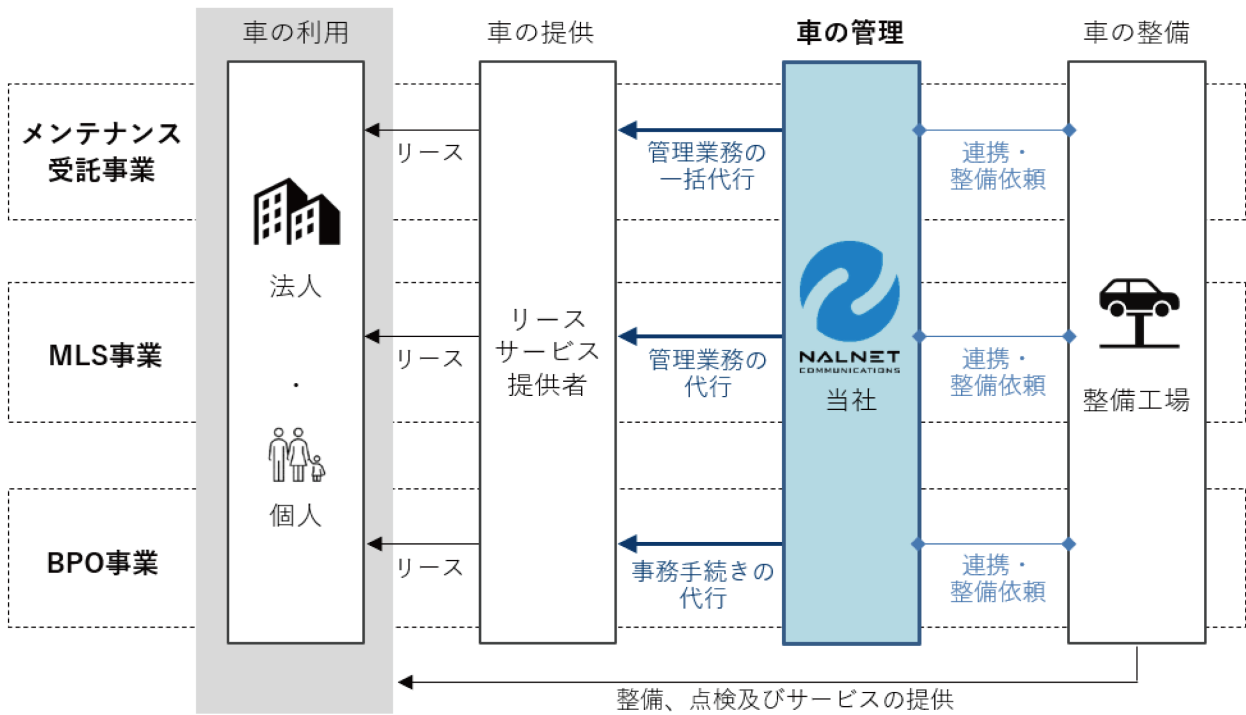 車の利用
車の提供
車の管理
車の整備
メンテナンス
受託事業
リース
管理業務の
一括代行
連携・
整備依頼
法人
・
個人
リース
サービス
提供者
NALNET
COMMUNICATIONS
当社
整備工場
MLS事業
リース
管理業務の
代行
連携・
整備依頼
BPO事業
リース
事務手続きの
代行
連携・
整備依頼
整備、点検及びサービスの提供